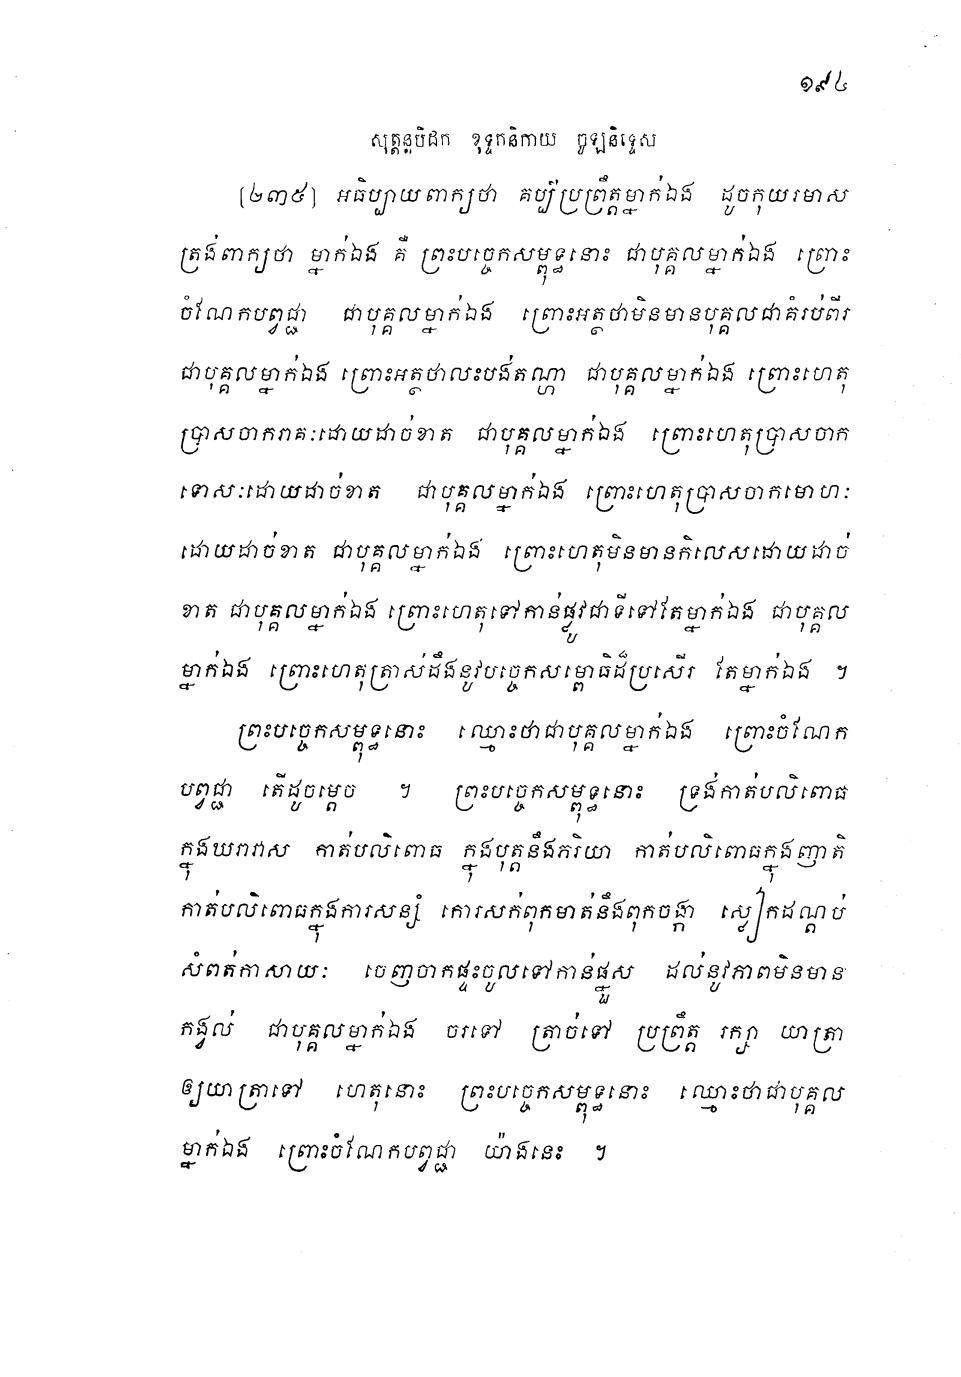 ១៩៤
សុត្តន្តបិដក ខុទ្ទកនិកាយ ចូឡនិទ្ទេស
[២៣៥] អធិប្បាយពាក្យថា គប្បីប្រព្រឹត្តម្នាក់ឯង ដូចកុយរមាស
ត្រង់ពាក្យថា ម្នាក់ឯង គឺ ព្រះបច្ចេកសម្ពុទ្ធនោះ ជាបុគ្គលម្នាក់ឯង ព្រោះ
ចំណែកបព្វជ្ជា ជាបុគ្គលម្នាក់ឯង ព្រោះអត្ថថាមិនមានបុគ្គលជាគំរប់ពីរ
ជាបុគ្គលម្នាក់ឯង ព្រោះអត្ថថាលះបង់តណ្ហា ជាបុគ្គលម្នាក់ឯង ព្រោះហេតុ
ប្រាសចាករាគៈដោយដាច់ខាត ជាបុគ្គលម្នាក់ឯង ព្រោះហេតុប្រាសចាក
ទោសៈដោយដាច់ខាត ជាបុគ្គលម្នាក់ឯង ព្រោះហេតុប្រាសចាកមោហៈ
ដោយដាច់ខាត ជាបុគ្គលម្នាក់ឯង ព្រោះហេតុមិនមានកិលេសដោយដាច់
ខាត ជាបុគ្គលម្នាក់ឯង ព្រោះហេតុទៅកាន់ផ្លូវជាទីទៅតែម្នាក់ឯង ជាបុគ្គល
ម្នាក់ឯង ព្រោះហេតុត្រាស់ដឹងនូវបច្ចេកសម្ពោធិដ៏ប្រសើរ តែម្នាក់ឯង ។
ព្រះបច្ចេកសម្ពុទ្ធនោះ ឈ្មោះថាជាបុគ្គលម្នាក់ឯង ព្រោះចំណែក
បព្វជ្ជា តើដូចម្តេច ។ ព្រះបច្ចេកសម្ពុទ្ធនោះ ទ្រង់កាត់បលិពោធ
ក្នុងឃរាវាស កាត់បលិពោធ ក្នុងបុត្តនឹងភរិយា កាត់បលិពោធក្នុងញាតិ
កាត់បលិពោធក្នុងការសន្សំ កោរសក់ពុកមាត់នឹងពុកចង្កា ស្លៀកដណ្តប់
សំពត់កាសាយៈ ចេញចាកផ្ទះចូលទៅកាន់ផ្នួស ដល់នូវភាពមិនមាន
កង្វល់ ជាបុគ្គលម្នាក់ឯង ចរទៅ ត្រាច់ទៅ ប្រព្រឹត្ត រក្សា យាត្រា
ឲ្យយាត្រាទៅ ហេតុនោះ ព្រះបច្ចេកសម្ពុទ្ធនោះ ឈ្មោះថាជាបុគ្គល
ម្នាក់ឯង ព្រោះចំណែកបព្វជ្ជា យ៉ាងនេះ ។